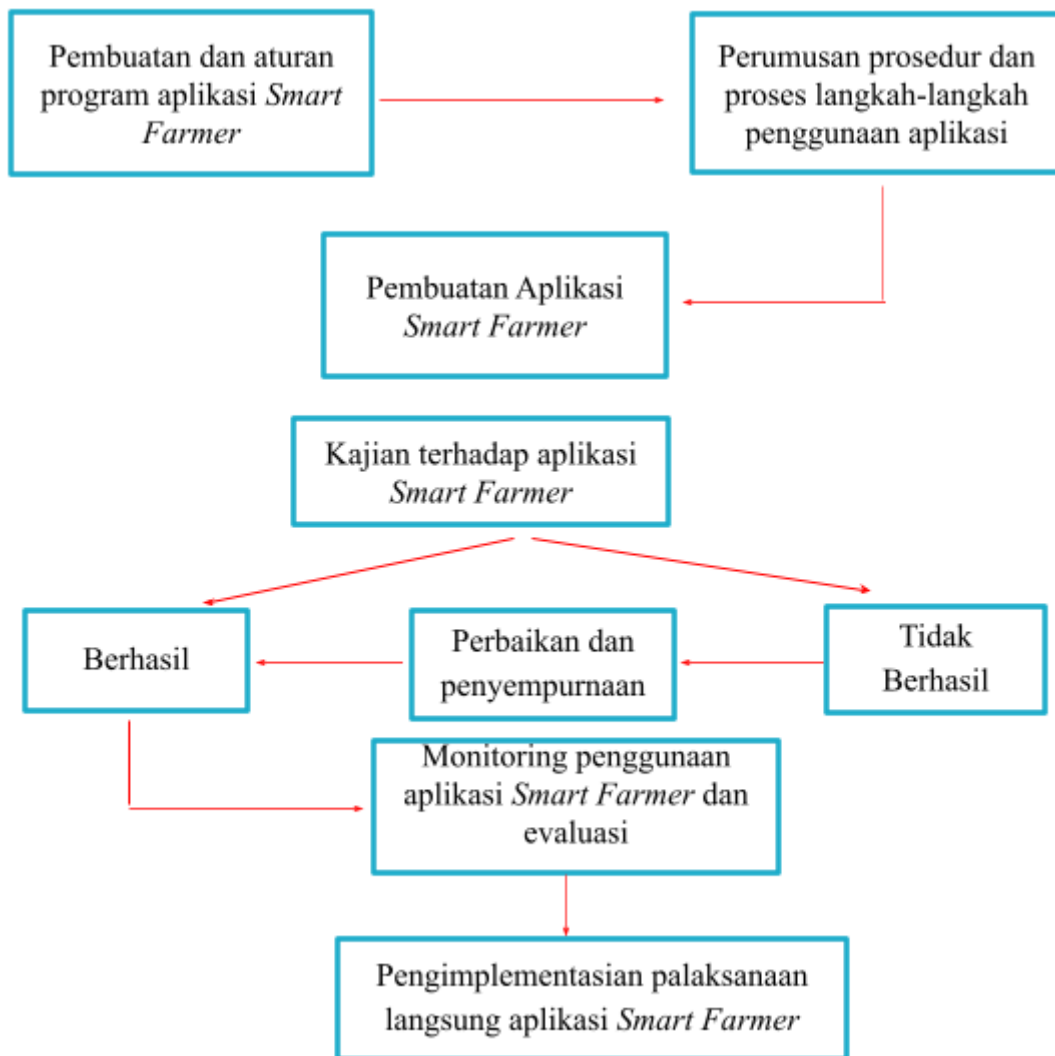 Pembuatan dan aturan
program aplikasi Smart
Farmer
Perumusan prosedur dan
proses langkah-langkah
penggunaan aplikasi
Pembuatan Aplikasi
Smart Farmer
Kajian terhadap aplikasi
Smart Farmer
Berhasil
Perbaikan dan
penyempurnaan
Tidak
Berhasil
Monitoring penggunaan
aplikasi Smart Farmer dan
evaluasi
Pengimplementasian palaksanaan
langsung aplikasi Smart Farmer